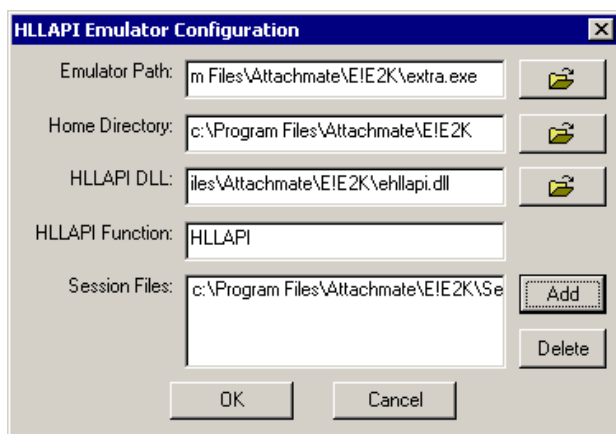 HLLAPI Emulator Configuration
Emulator Path: m Files\Attachmate\E!E2K\extra.exe
Home Directory: c:\Program Files\Attachmate\E!E2K
HLLAPI DLL: iles\Attachmate\E!E2K\ehllapi.dll
HLLAPI Function: HLLAPI
Session Files: c:\Program Files\Attachmate\E!E2K\Se Add
Delete
OK Cancel